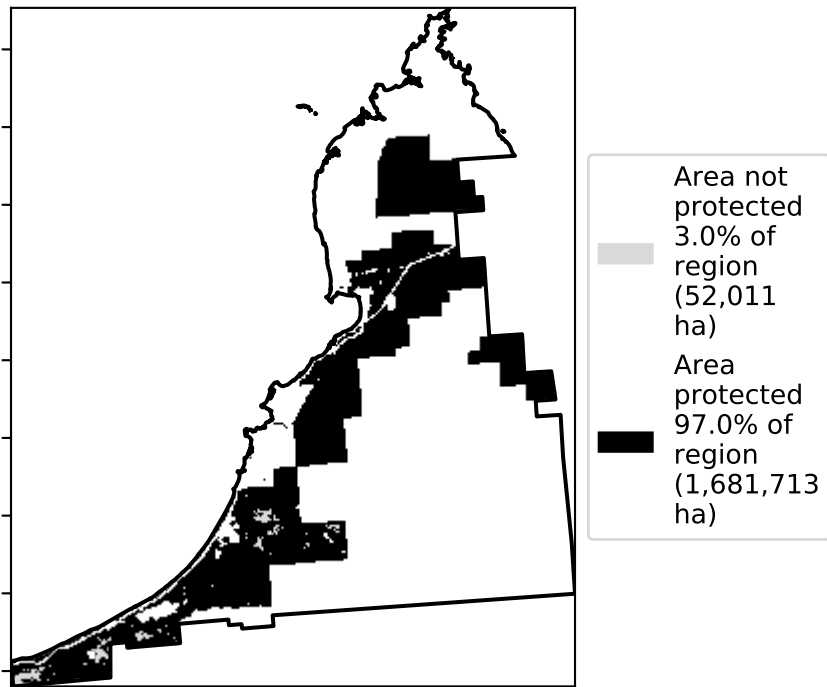 Area not
protected
3.0% of
region
(52,011
ha)
Area
protected
97.0% of
region
(1,681,713
ha)